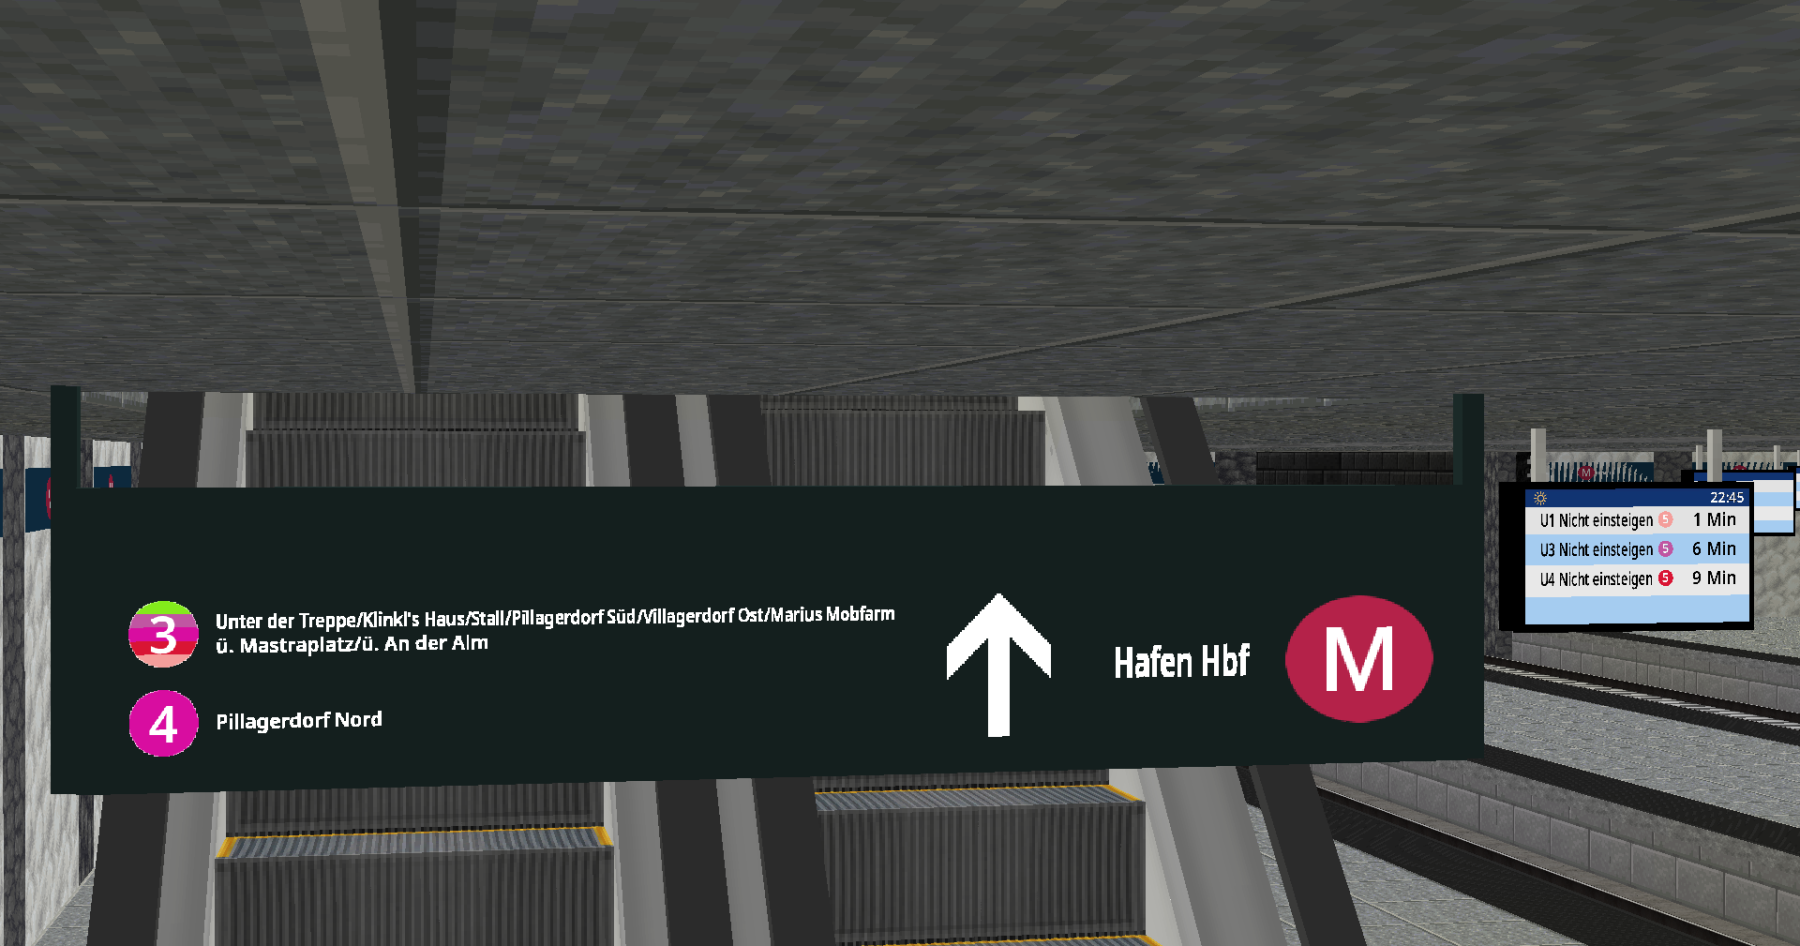 3
Unter der Treppe/Klinkl's Haus/Stall/Pillagerdorf Süd/Villagerdorf Ost/Marius Mobfarm
ü. Mastraplatz/ü. An der Alm
4
Pillagerdorf Nord
Hafen Hbf
M
22:45
U1 Nicht einsteigen 5 1 Min
U3 Nicht einsteigen 5 6 Min
U4 Nicht einsteigen 5 9 Min
M